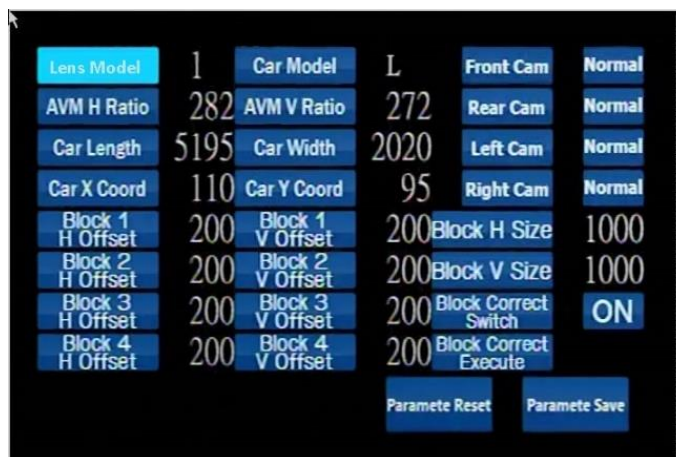 Lens Model 1 Car Model L Front Cam Normal
AVM H Ratio 282 AVM V Ratio 272 Rear Cam Normal
Car Length 5195 Car Width 2020 Left Cam Normal
Car X Coord 110 Car Y Coord 95 Right Cam Normal
Block 1 H Offset 200 Block 1 V Offset 200 Block H Size 1000
Block 2 H Offset 200 Block 2 V Offset 200 Block V Size 1000
Block 3 H Offset 200 Block 3 V Offset 200 Block Correct Switch ON
Block 4 H Offset 200 Block 4 V Offset 200 Block Correct Execute
Paramete Reset Paramete Save